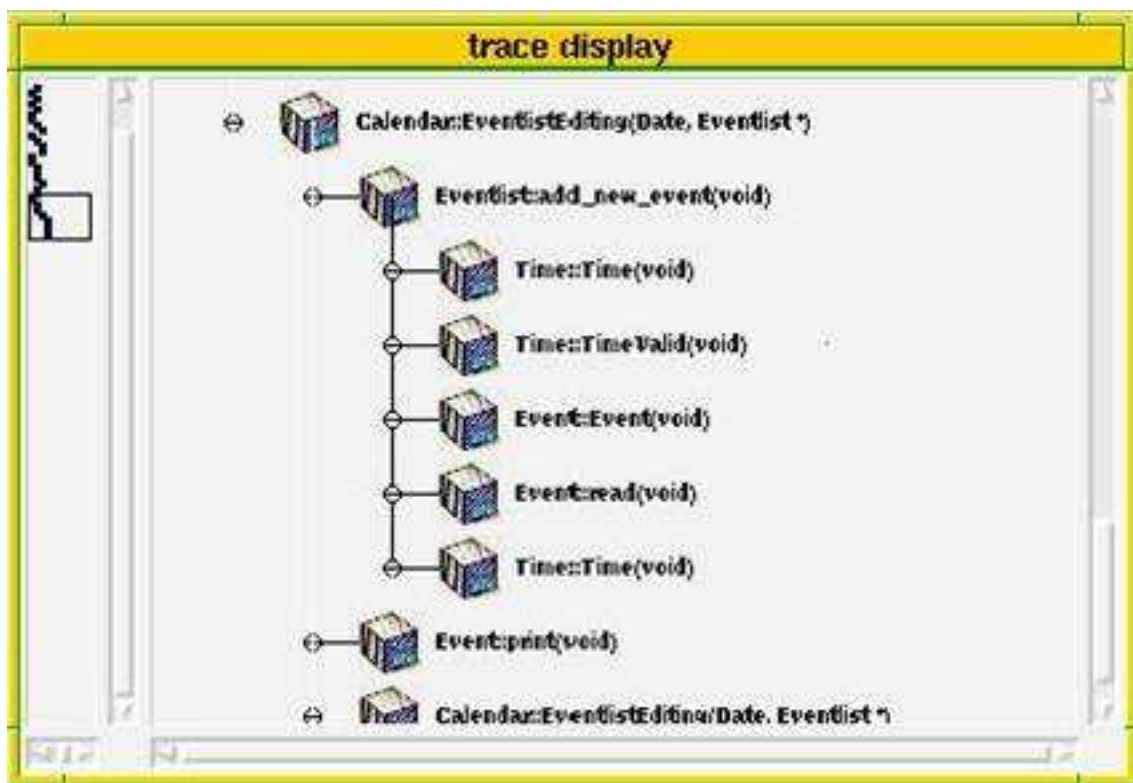 trace display
Calendar::EventlistEditing(Date, Eventlist *)
Eventlist::add_new_event(void)
Time::Time(void)
Time::TimeValid(void)
Event::Event(void)
Event::read(void)
Time::Time(void)
Event::print(void)
Calendar::EventlistEditing(Date, Eventlist *)